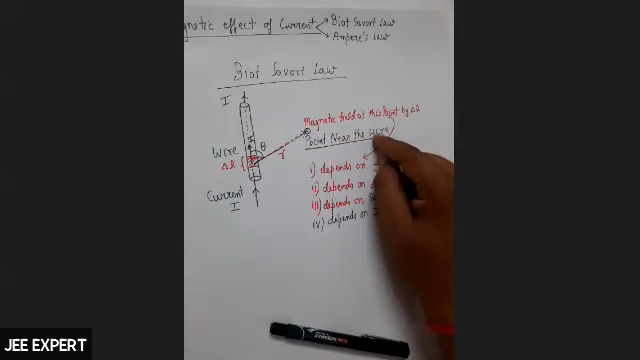 gnetic effect of Current
Biot Savart Law
Ampere's Law
Biot Savart Law
I
Magnetic field at this Point by Δl
Point Near the wire
θ
r
I
Wire
Δl
Current
I
i) depends on
ii) depends on
iii) depends on
iv) depends on I
JEE EXPERT